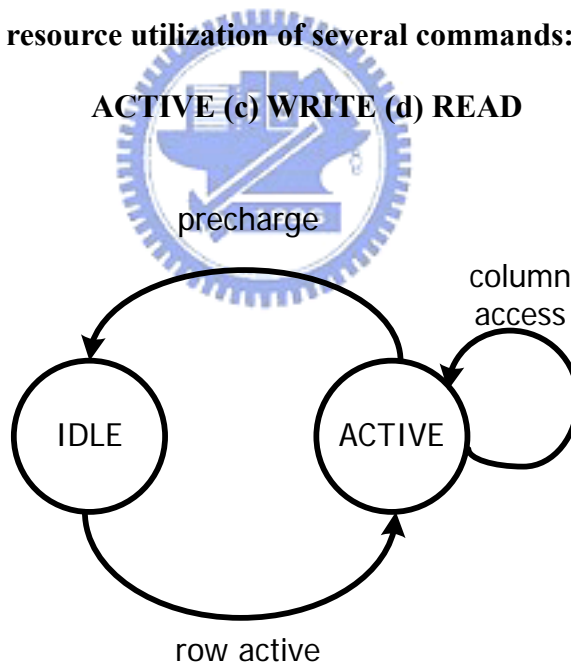 resource utilization of several commands:
ACTIVE (c) WRITE (d) READ
precharge
column
access
IDLE
ACTIVE
row active